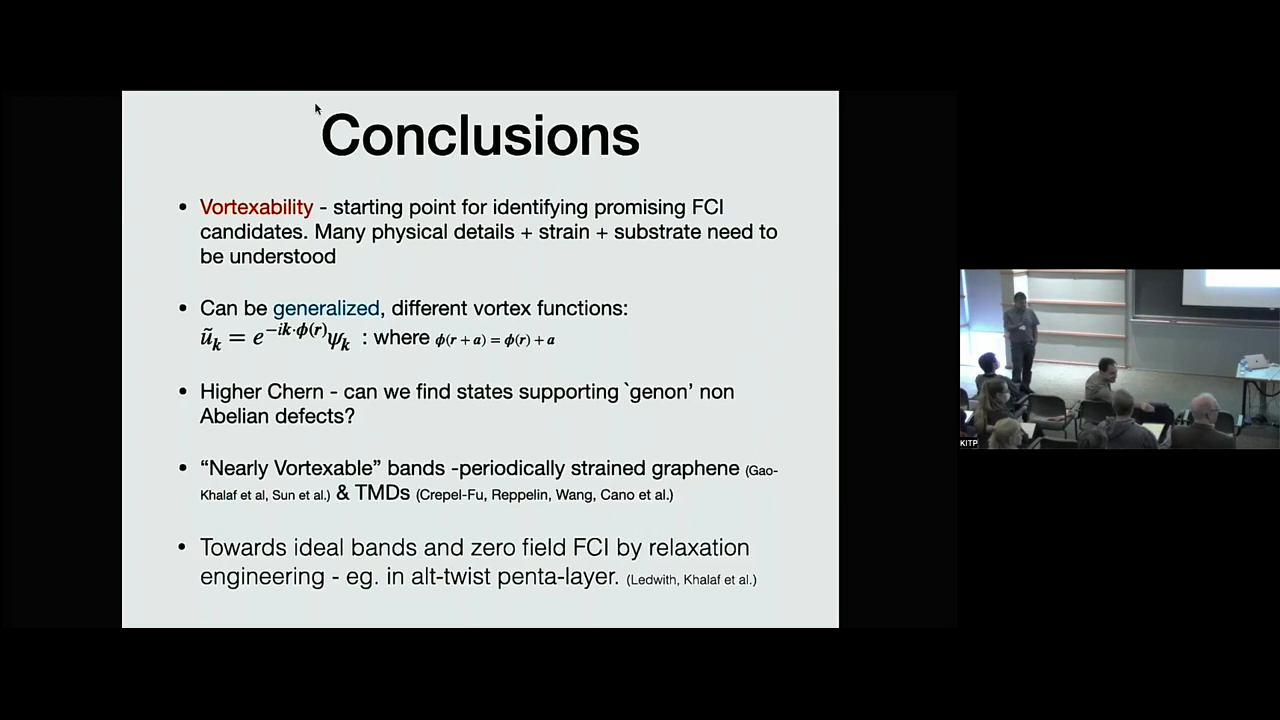 Conclusions
• Vortexability - starting point for identifying promising FCI
candidates. Many physical details + strain + substrate need to
be understood
• Can be generalized, different vortex functions:
ũₖ = e^{−ik·ϕ(r)}ψₖ : where ϕ(r + a) = ϕ(r) + a
• Higher Chern - can we find states supporting `genon' non
Abelian defects?
• “Nearly Vortexable” bands -periodically strained graphene (Gao-
Khalaf et al, Sun et al.) & TMDs (Crepel-Fu, Reppelin, Wang, Cano et al.)
• Towards ideal bands and zero field FCI by relaxation
engineering - eg. in alt-twist penta-layer. (Ledwith, Khalaf et al.)
KITP